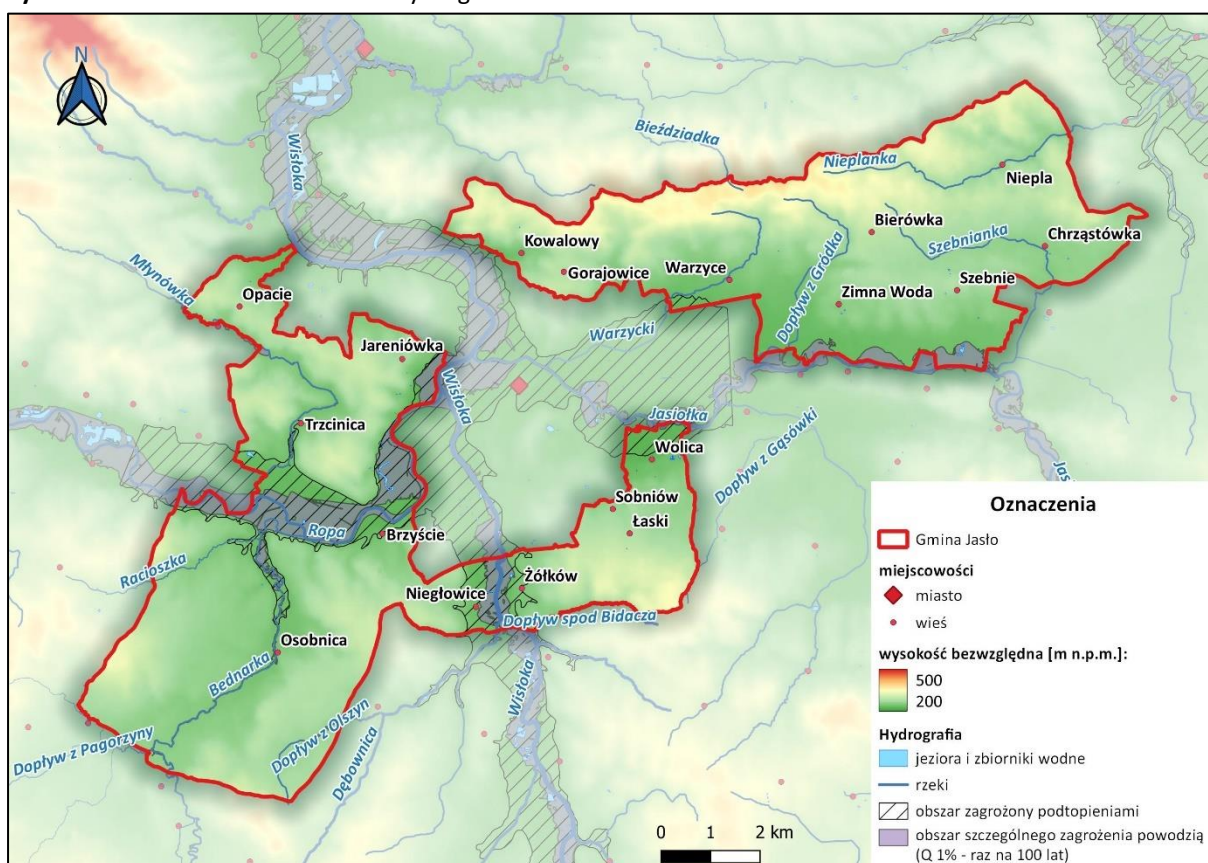 N
Wisłoka
Bieździadka
Nieplanka
Niepla
Bierówka
Chrząstówka
Kowalowy
Szebnianka
Gorajowice
Warzyce
Dopływ z Gródka
Szebnie
Młynówka
Opacie
Zimna Woda
Jareniówka
Warzycki
Wisłoka
Trzcinica
Jasiołka
Wolica
Dopływ z Gąsówki
Sobniów
Łaski
Ropa
Brzyście
Racioszka
Niegłowice
Żółków
Dopływ spod Bidacza
Osobnica
Bednarka
Wisłoka
Dopływ z Olszyn
Dopływ z Pagorzyny
Dębownica
0 1 2 km
Oznaczenia
Gmina Jasło
miejscowości
miasto
wieś
wysokość bezwzględna [m n.p.m.]:
500
200
Hydrografia
jeziora i zbiorniki wodne
rzeki
obszar zagrożony podtopieniami
obszar szczególnego zagrożenia powodzią
(Q 1% - raz na 100 lat)